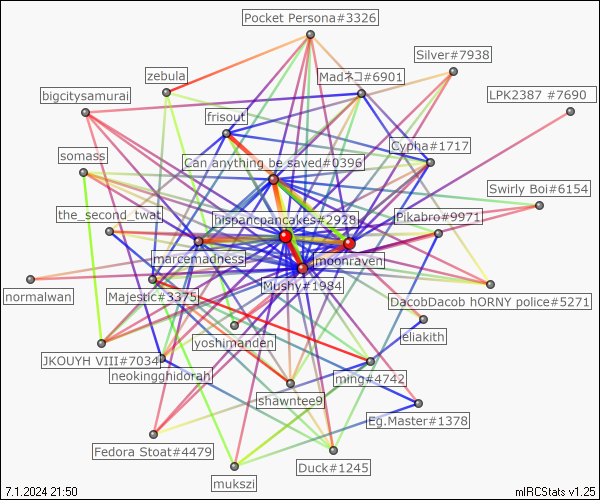 Pocket Persona#3326
Silver#7938
zebula
Madネコ#6901
LPK2387 #7690
bigcitysamurai
frisout
Cypha#1717
somass
Can anything be saved#0396
Swirly Boi#6154
the_second_twat
hispancpancakes#2928
Pikabro#9971
marcemadness
moonraven
Mushy#1984
normalwan
Majestic#3375
DacobDacob hORNY police#5271
eliakith
yoshimanden
JKOUYH VIII#7034
neokingghidorah
ming#4742
shawntee9
Eg.Master#1378
Fedora Stoat#4479
Duck#1245
mukszi
7.1.2024 21:50
mIRCStats v1.25